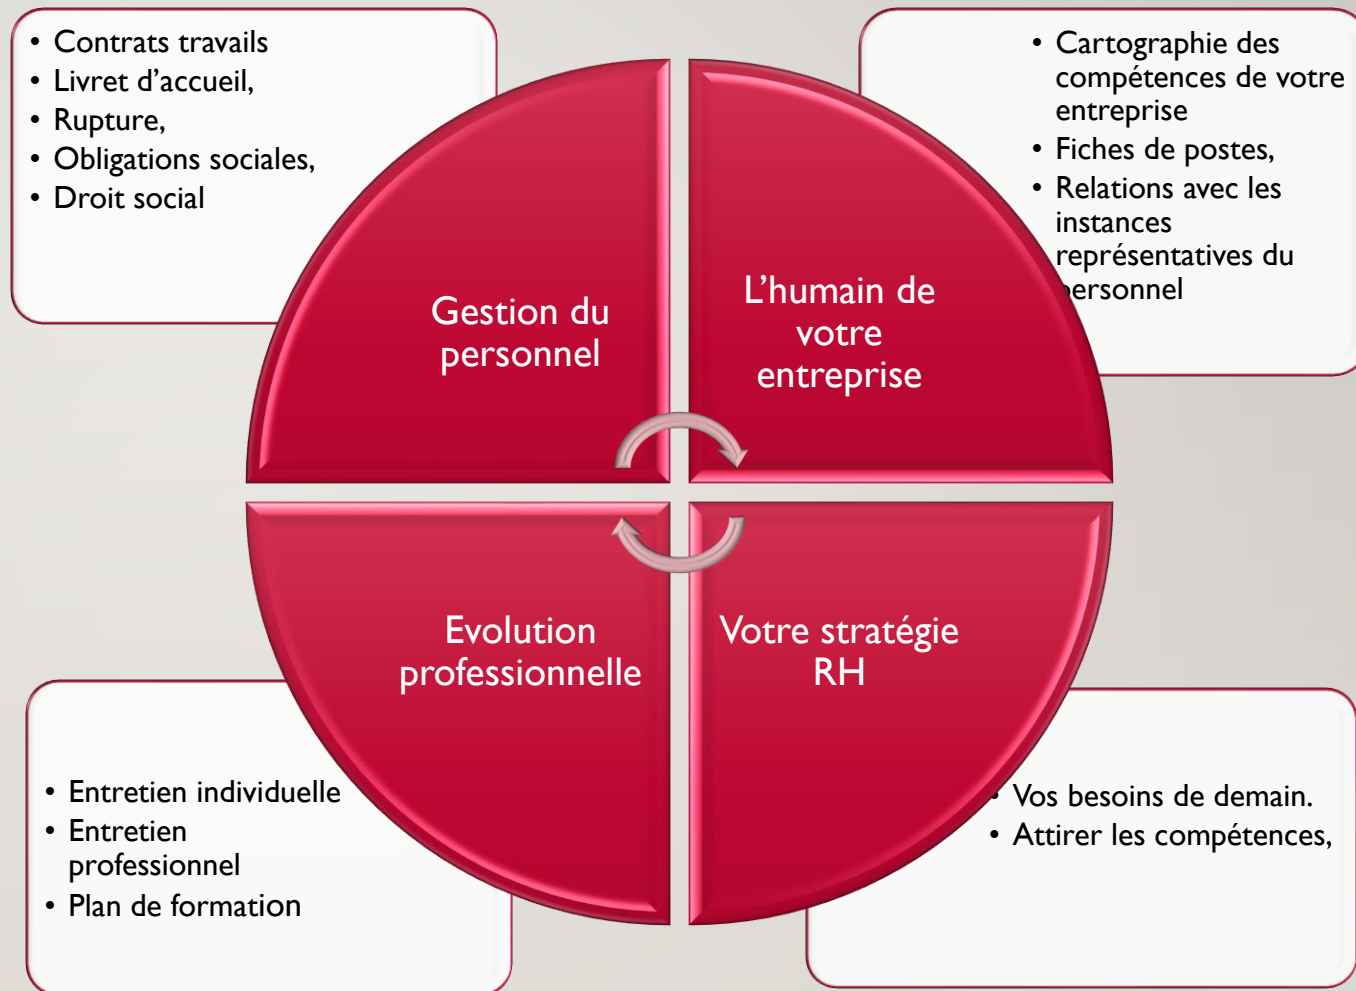 • Contrats travails
• Livret d’accueil,
• Rupture,
• Obligations sociales,
• Droit social
• Cartographie des
compétences de votre
entreprise
• Fiches de postes,
• Relations avec les
instances
représentatives du
personnel
Gestion du
personnel
L’humain de
votre
entreprise
Evolution
professionnelle
Votre stratégie
RH
• Entretien individuelle
• Entretien
professionnel
• Plan de formation
• Vos besoins de demain.
• Attirer les compétences,